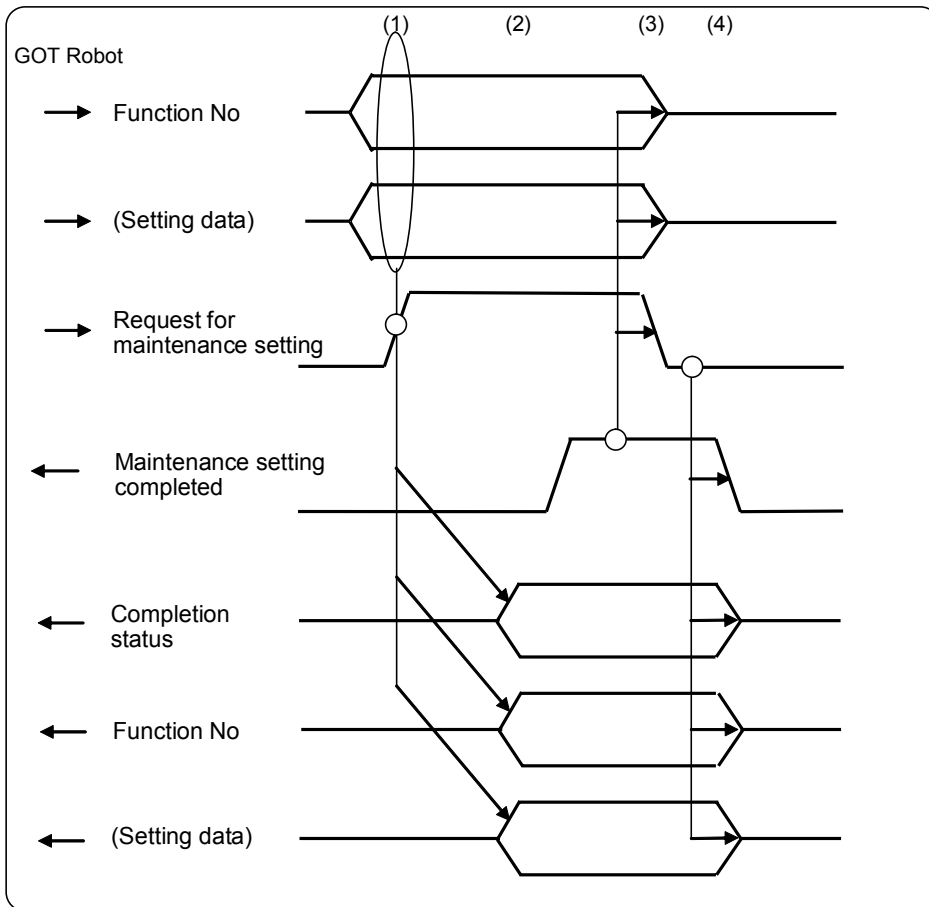 (1) (2) (3) (4)
GOT Robot
Function No
(Setting data)
Request for
maintenance setting
Maintenance setting
completed
Completion
status
Function No
(Setting data)